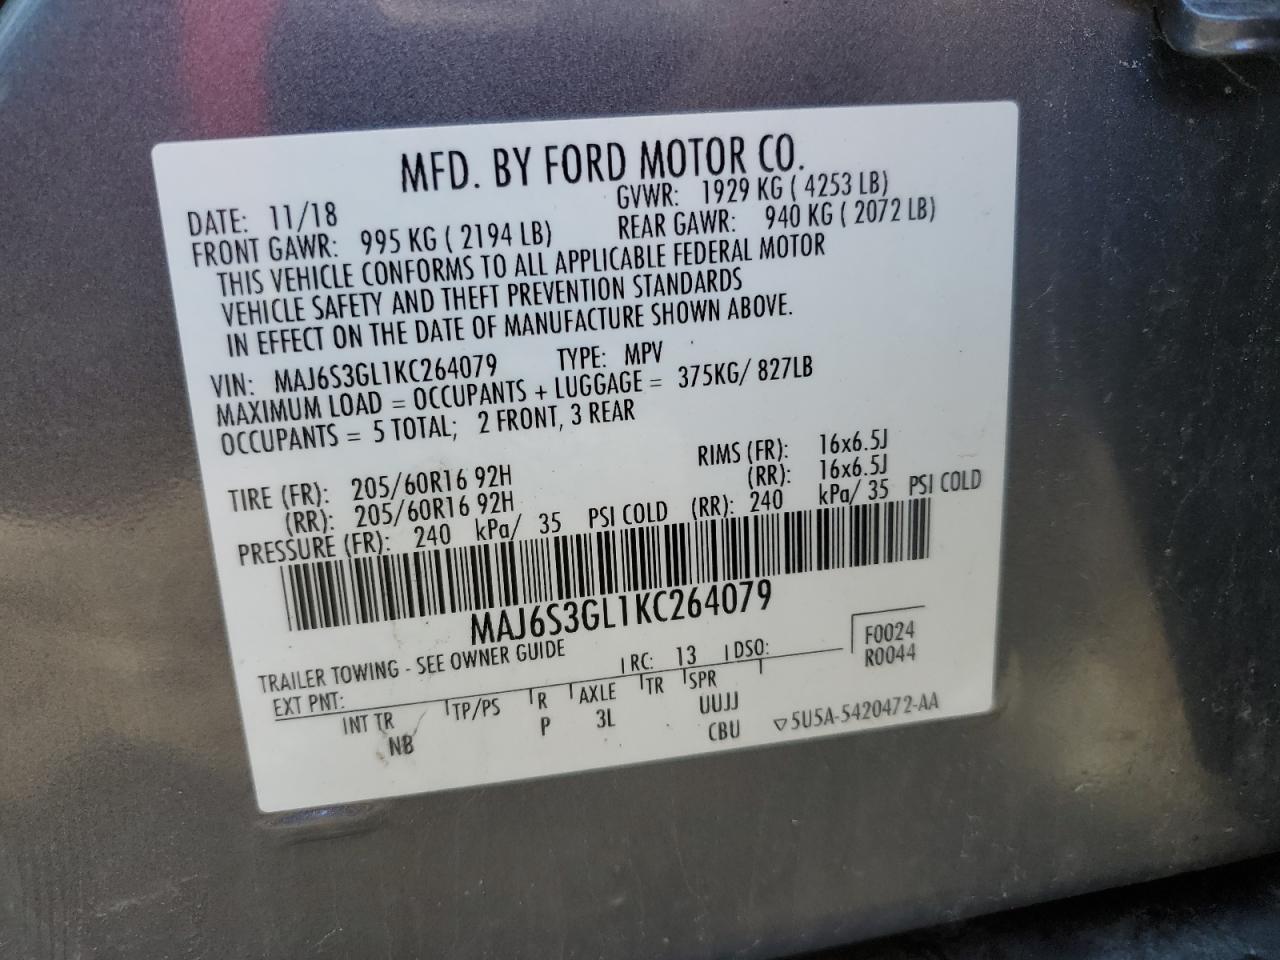 MFD. BY FORD MOTOR CO.
DATE: 11/18 GVWR: 1929 KG ( 4253 LB)
FRONT GAWR: 995 KG ( 2194 LB) REAR GAWR: 940 KG ( 2072 LB)
THIS VEHICLE CONFORMS TO ALL APPLICABLE FEDERAL MOTOR
VEHICLE SAFETY AND THEFT PREVENTION STANDARDS
IN EFFECT ON THE DATE OF MANUFACTURE SHOWN ABOVE.
VIN: MAJ6S3GL1KC264079 TYPE: MPV
MAXIMUM LOAD = OCCUPANTS + LUGGAGE = 375KG/ 827LB
OCCUPANTS = 5 TOTAL; 2 FRONT, 3 REAR
TIRE (FR): 205/60R16 92H RIMS (FR): 16x6.5J
(RR): 205/60R16 92H (RR): 16x6.5J
PRESSURE (FR): 240 kPa/ 35 PSI COLD (RR): 240 kPa/ 35 PSI COLD
MAJ6S3GL1KC264079
TRAILER TOWING - SEE OWNER GUIDE
EXT PNT: RC: 13 DSO: F0024
R0044
INT TR TP/PS R AXLE TR SPR
NB P 3L UUJJ
CBU ▽5U5A-5420472-AA